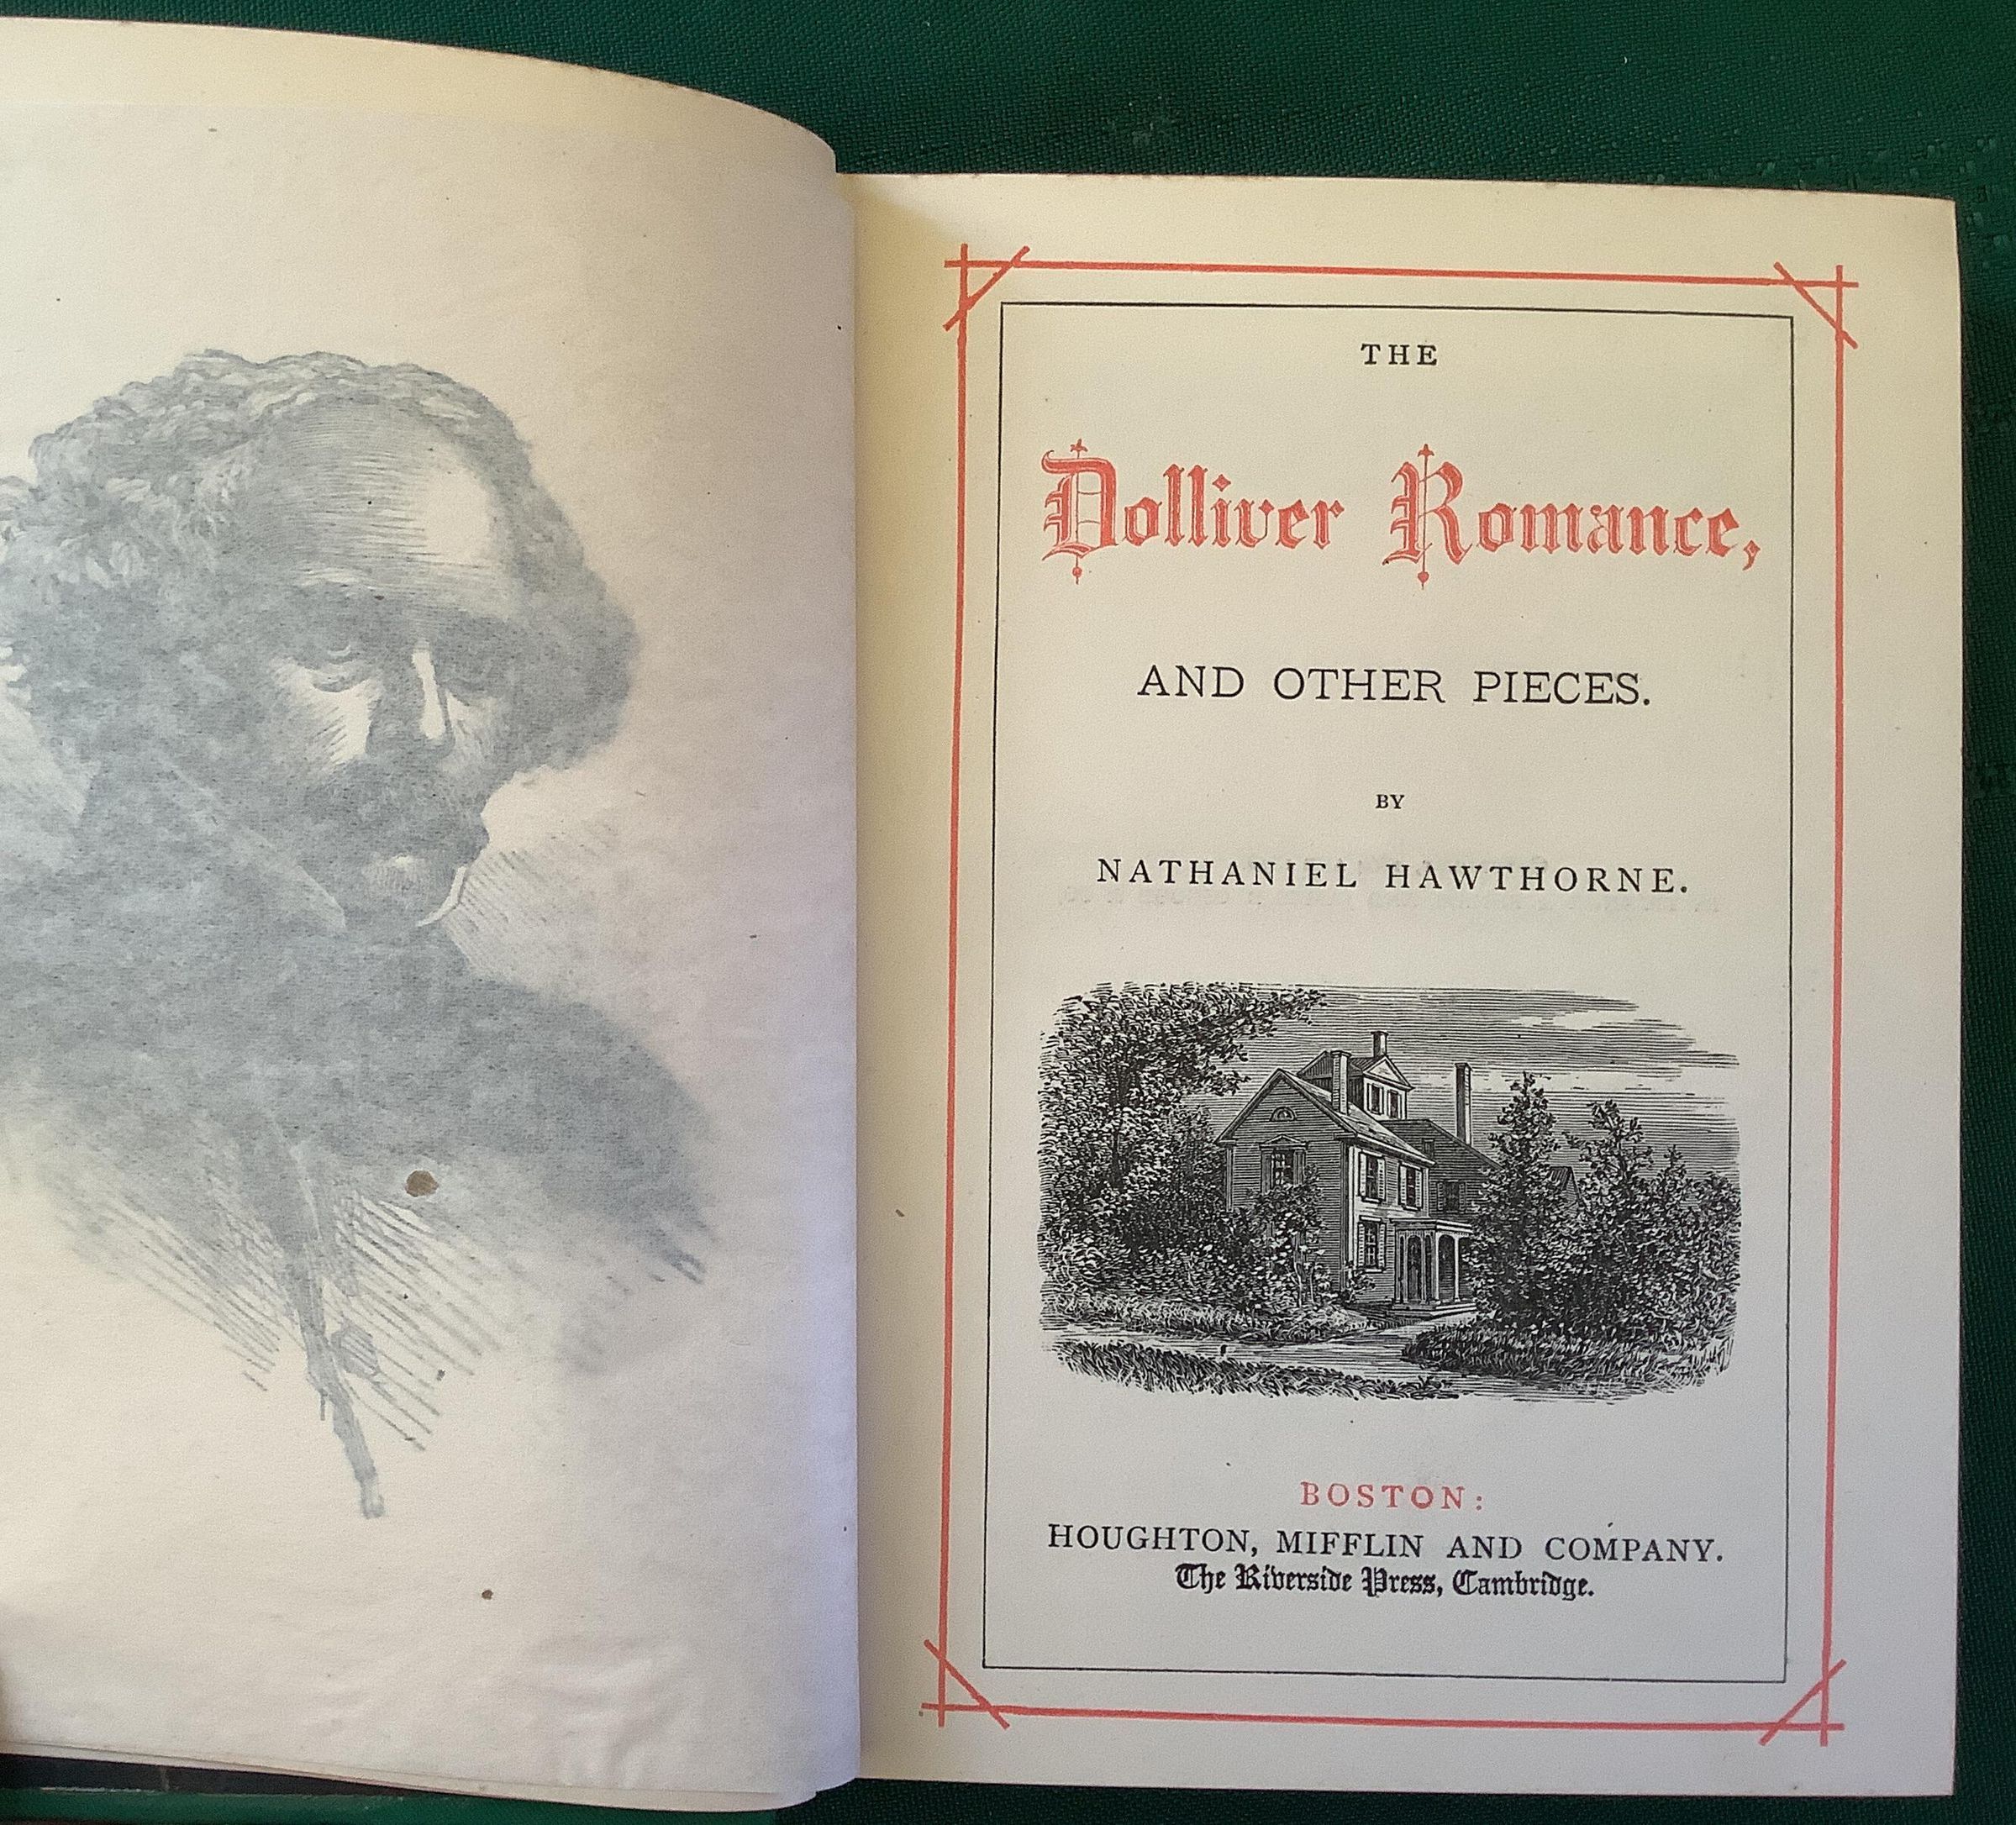 THE
Dolliver Romance,
AND OTHER PIECES.
BY
NATHANIEL HAWTHORNE.
BOSTON:
HOUGHTON, MIFFLIN AND COMPANY.
The Riverside Press, Cambridge.